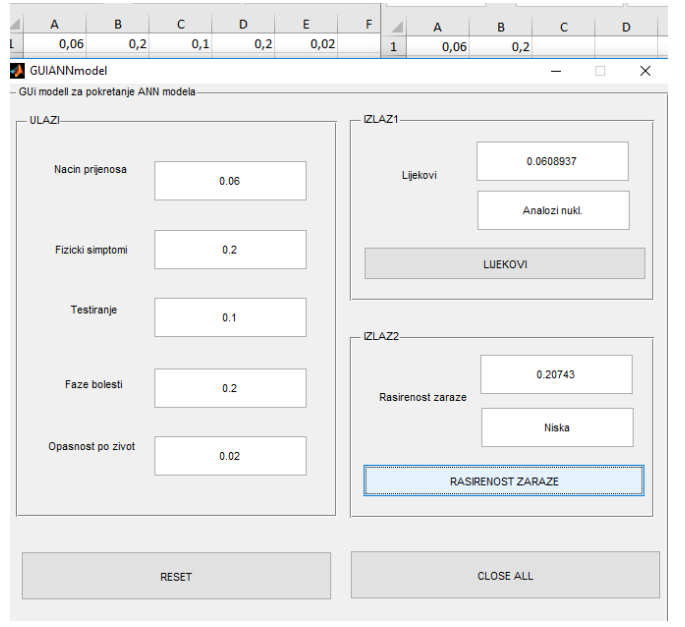 A B C D E F
1 0,06 0,2 0,1 0,2 0,02
A B C D
1 0,06 0,2
GUIANNmodel
GUi modell za pokretanje ANN modela
ULAZI
Nacin prijenosa 0.06
Fizicki simptomi 0.2
Testiranje 0.1
Faze bolesti 0.2
Opasnost po zivot 0.02
IZLAZ1
Lijekovi 0.0608937
Analozi nukl.
LIJEKOVI
IZLAZ2
Rasirenost zaraze 0.20743
Niska
RASIRENOST ZARAZE
RESET
CLOSE ALL